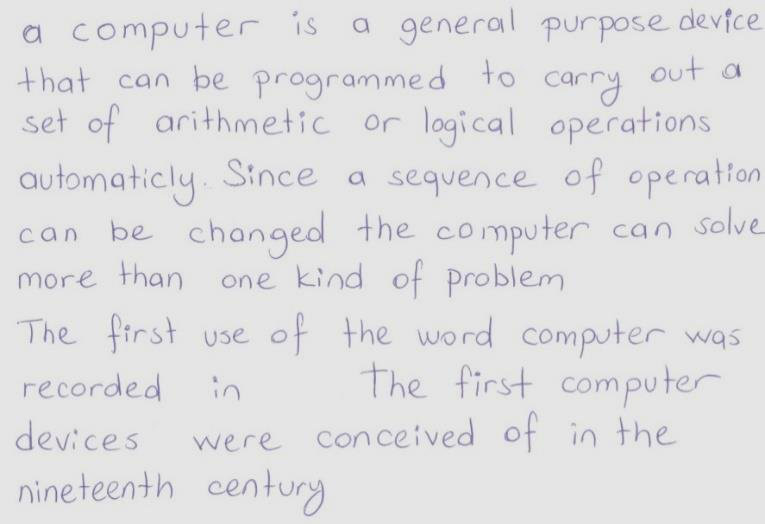 a computer is a general purpose device
that can be programmed to carry out a
set of arithmetic or logical operations
automaticly. Since a sequence of operation
can be changed the computer can solve
more than one kind of problem
The first use of the word computer was
recorded in The first computer
devices were conceived of in the
nineteenth century